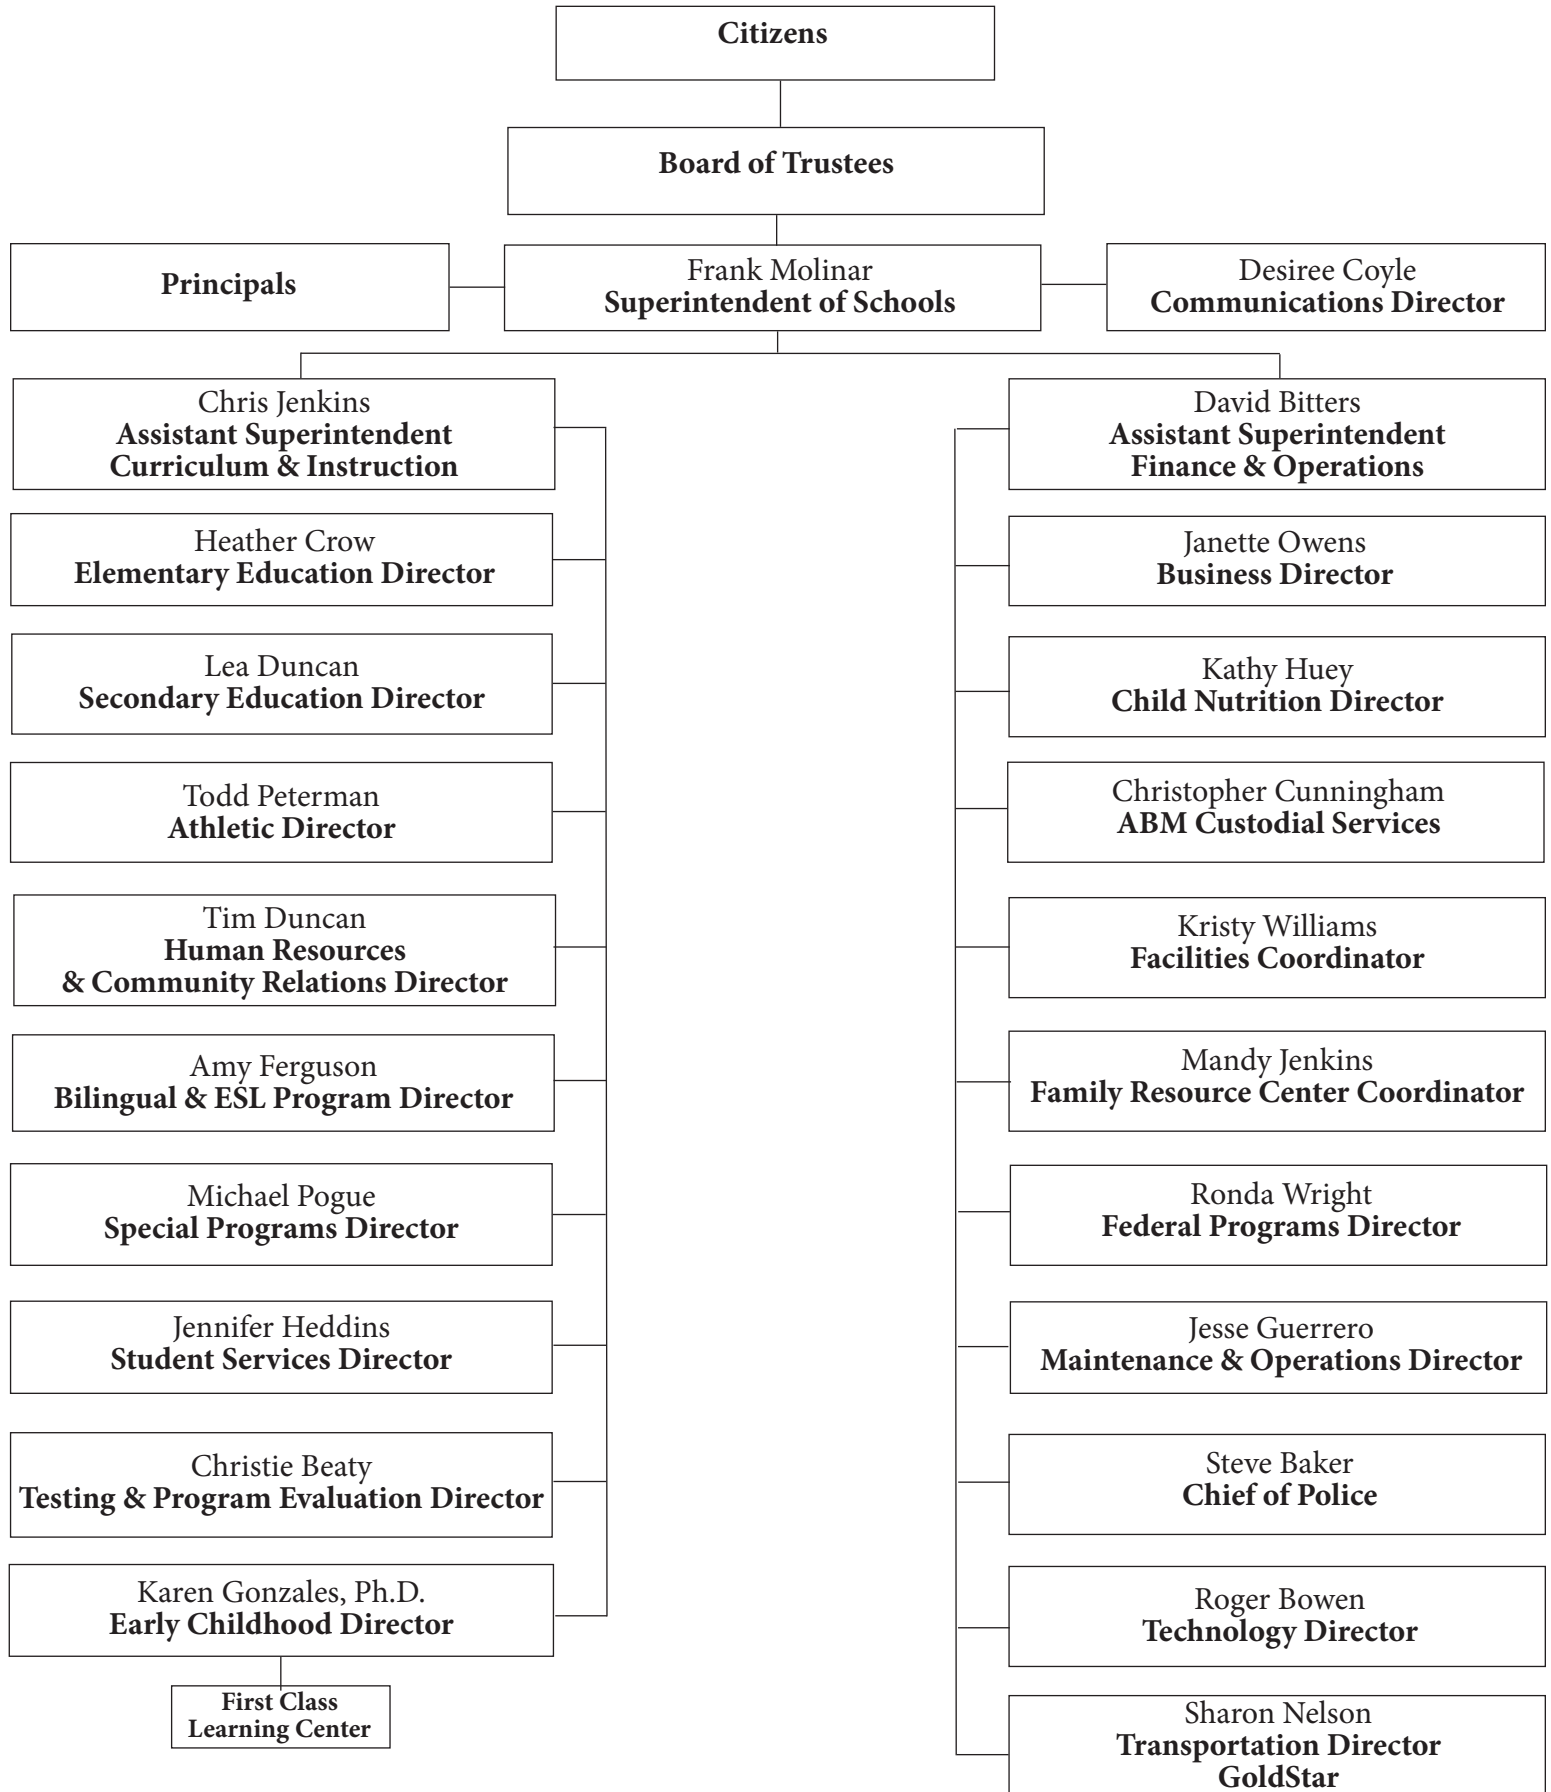 Citizens
Board of Trustees
Principals
Frank Molinar
Superintendent of Schools
Desiree Coyle
Communications Director
Chris Jenkins
Assistant Superintendent
Curriculum & Instruction
Heather Crow
Elementary Education Director
Lea Duncan
Secondary Education Director
Todd Peterman
Athletic Director
Tim Duncan
Human Resources
& Community Relations Director
Amy Ferguson
Bilingual & ESL Program Director
Michael Pogue
Special Programs Director
Jennifer Heddins
Student Services Director
Christie Beaty
Testing & Program Evaluation Director
Karen Gonzales, Ph.D.
Early Childhood Director
First Class
Learning Center
David Bitters
Assistant Superintendent
Finance & Operations
Janette Owens
Business Director
Kathy Huey
Child Nutrition Director
Christopher Cunningham
ABM Custodial Services
Kristy Williams
Facilities Coordinator
Mandy Jenkins
Family Resource Center Coordinator
Ronda Wright
Federal Programs Director
Jesse Guerrero
Maintenance & Operations Director
Steve Baker
Chief of Police
Roger Bowen
Technology Director
Sharon Nelson
Transportation Director
GoldStar